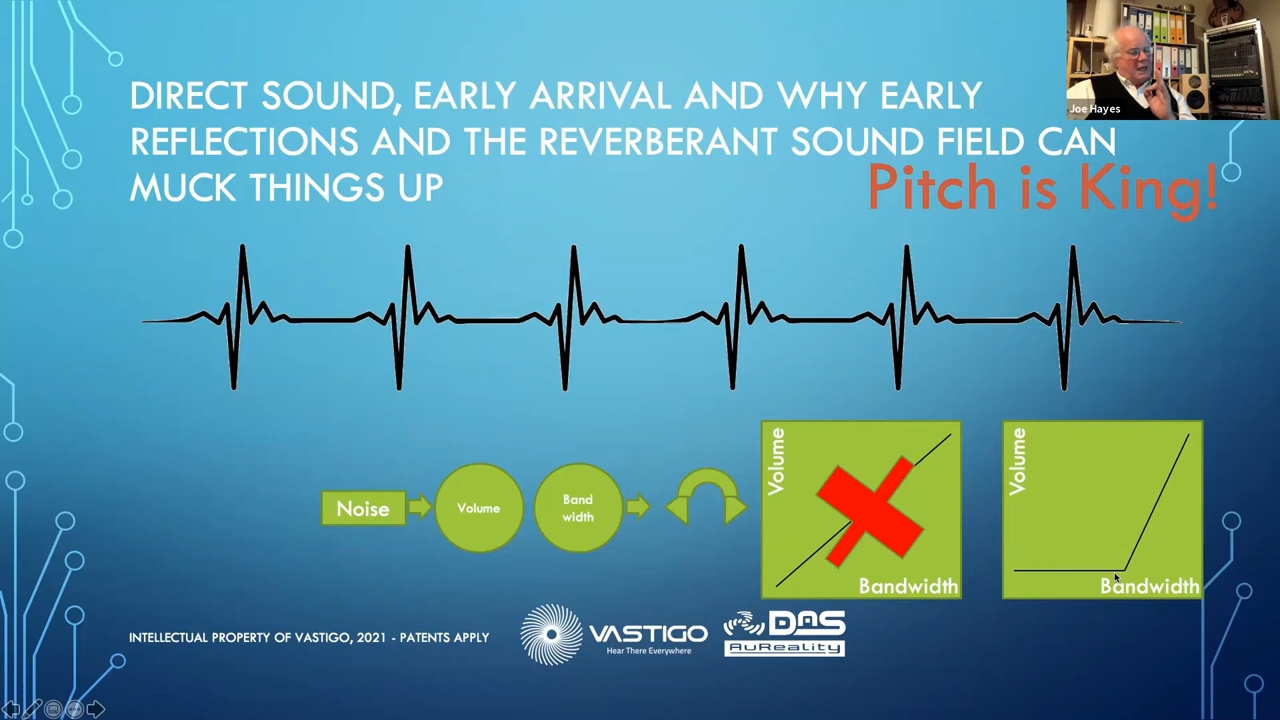 Joe Hayes
DIRECT SOUND, EARLY ARRIVAL AND WHY EARLY
REFLECTIONS AND THE REVERBERANT SOUND FIELD CAN
MUCK THINGS UP
Pitch is King!
Noise
Volume
Band
width
Volume
Bandwidth
Volume
Bandwidth
INTELLECTUAL PROPERTY OF VASTIGO, 2021 - PATENTS APPLY
VASTIGO
Hear There Everywhere
DAS
AuReality